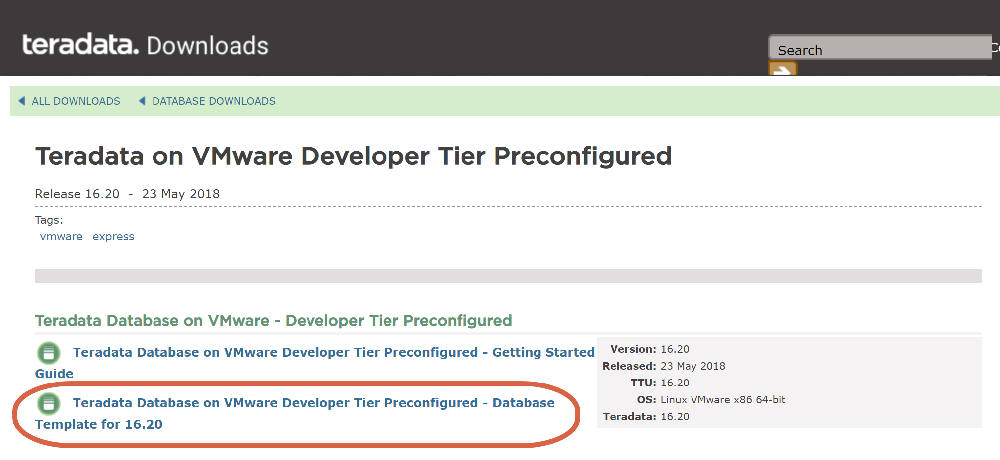 teradata. Downloads
Search
ALL DOWNLOADS DATABASE DOWNLOADS
Teradata on VMware Developer Tier Preconfigured
Release 16.20 - 23 May 2018
Tags:
vmware express
Teradata Database on VMware - Developer Tier Preconfigured
Teradata Database on VMware Developer Tier Preconfigured – Getting Started
Guide
Teradata Database on VMware Developer Tier Preconfigured – Database
Template for 16.20
Version: 16.20
Released: 23 May 2018
TTU: 16.20
OS: Linux VMware x86 64-bit
Teradata: 16.20